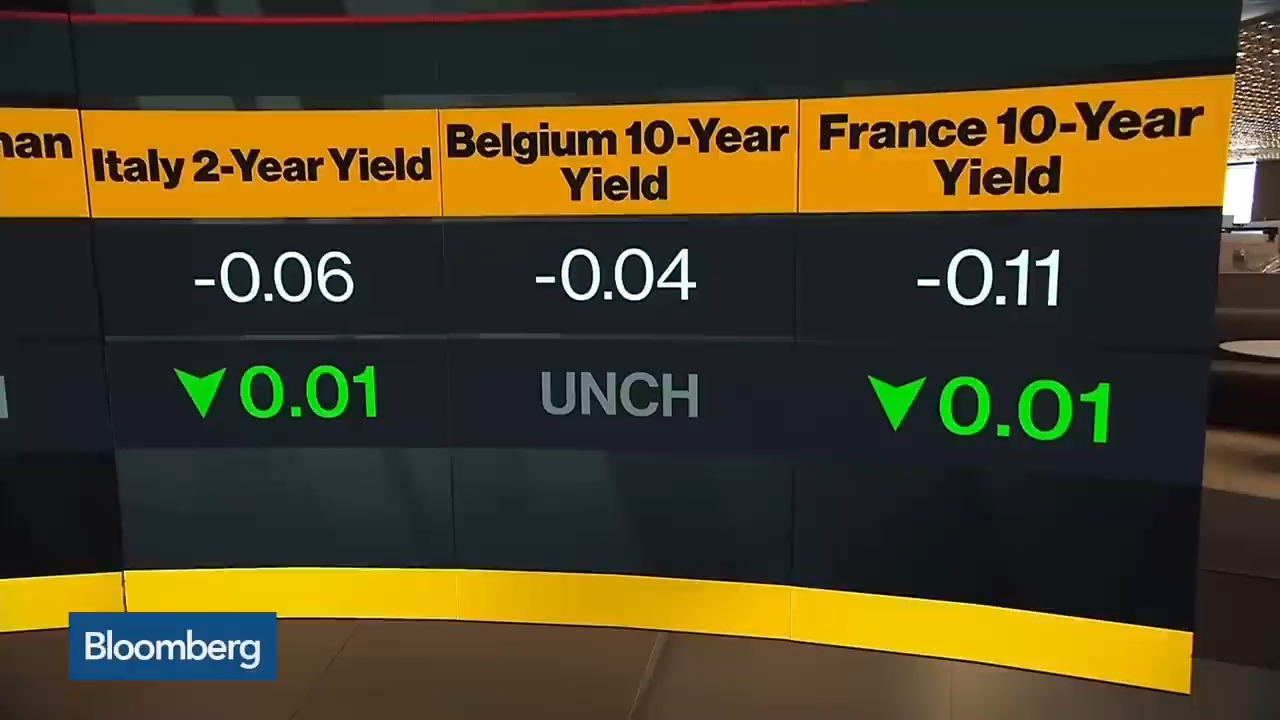 Italy 2-Year Yield
Belgium 10-Year
Yield
France 10-Year
Yield
-0.06
-0.04
-0.11
▼0.01
UNCH
▼0.01
Bloomberg